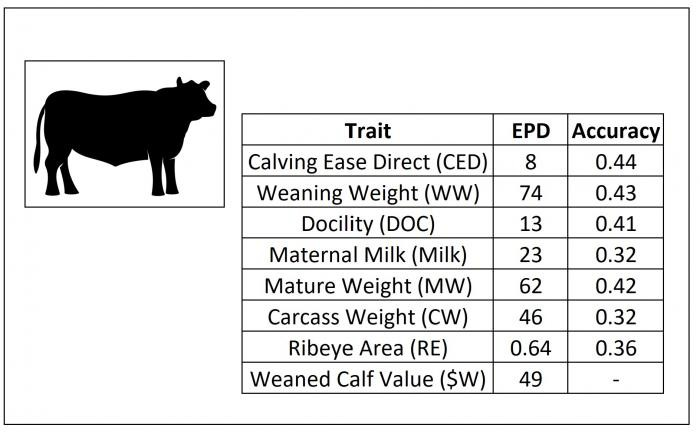 Trait EPD Accuracy
Calving Ease Direct (CED) 8 0.44
Weaning Weight (WW) 74 0.43
Docility (DOC) 13 0.41
Maternal Milk (Milk) 23 0.32
Mature Weight (MW) 62 0.42
Carcass Weight (CW) 46 0.32
Ribeye Area (RE) 0.64 0.36
Weaned Calf Value ($W) 49 -